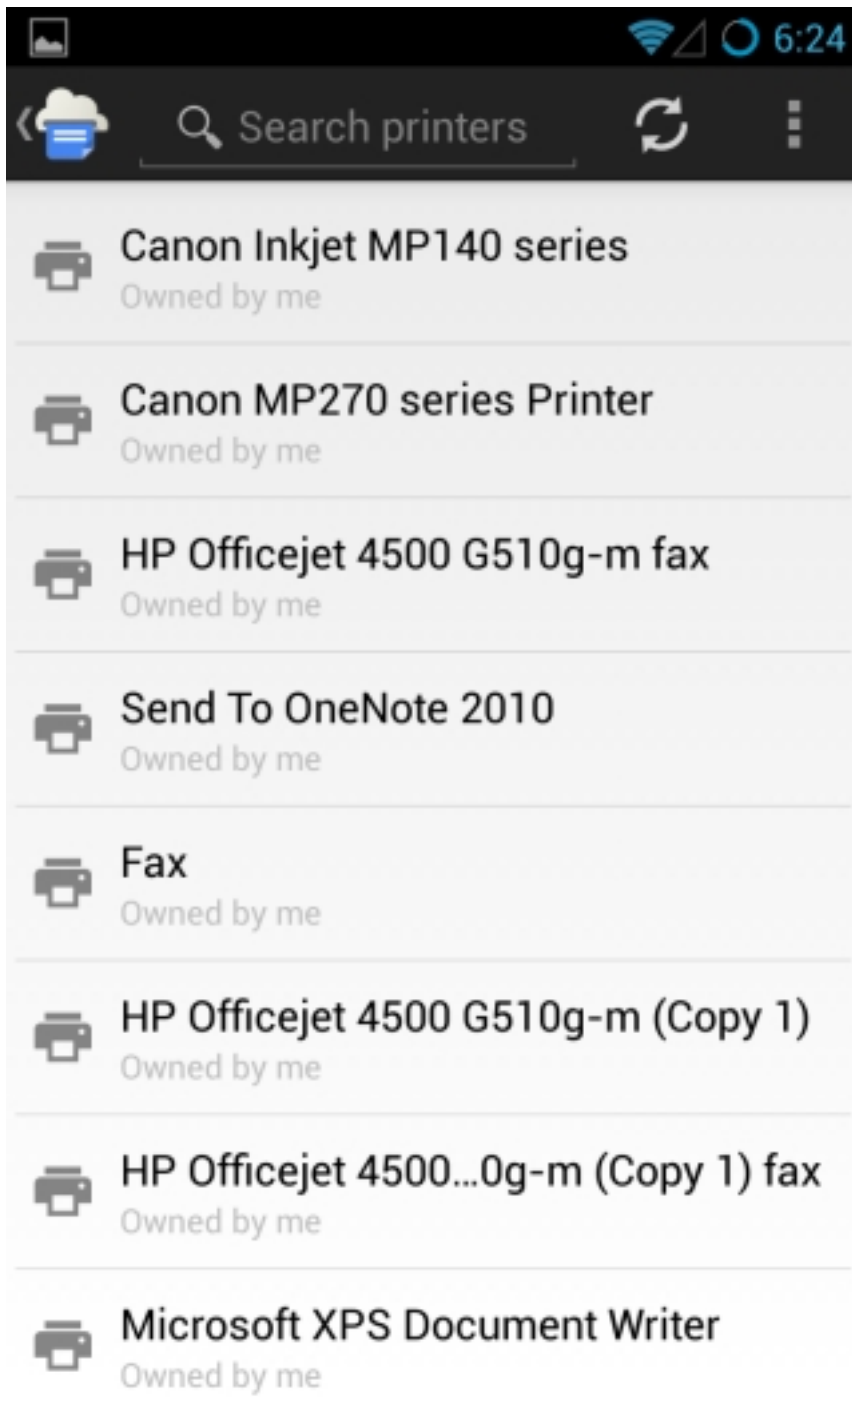 6:24
Search printers
Canon Inkjet MP140 series
Owned by me
Canon MP270 series Printer
Owned by me
HP Officejet 4500 G510g-m fax
Owned by me
Send To OneNote 2010
Owned by me
Fax
Owned by me
HP Officejet 4500 G510g-m (Copy 1)
Owned by me
HP Officejet 4500...0g-m (Copy 1) fax
Owned by me
Microsoft XPS Document Writer
Owned by me